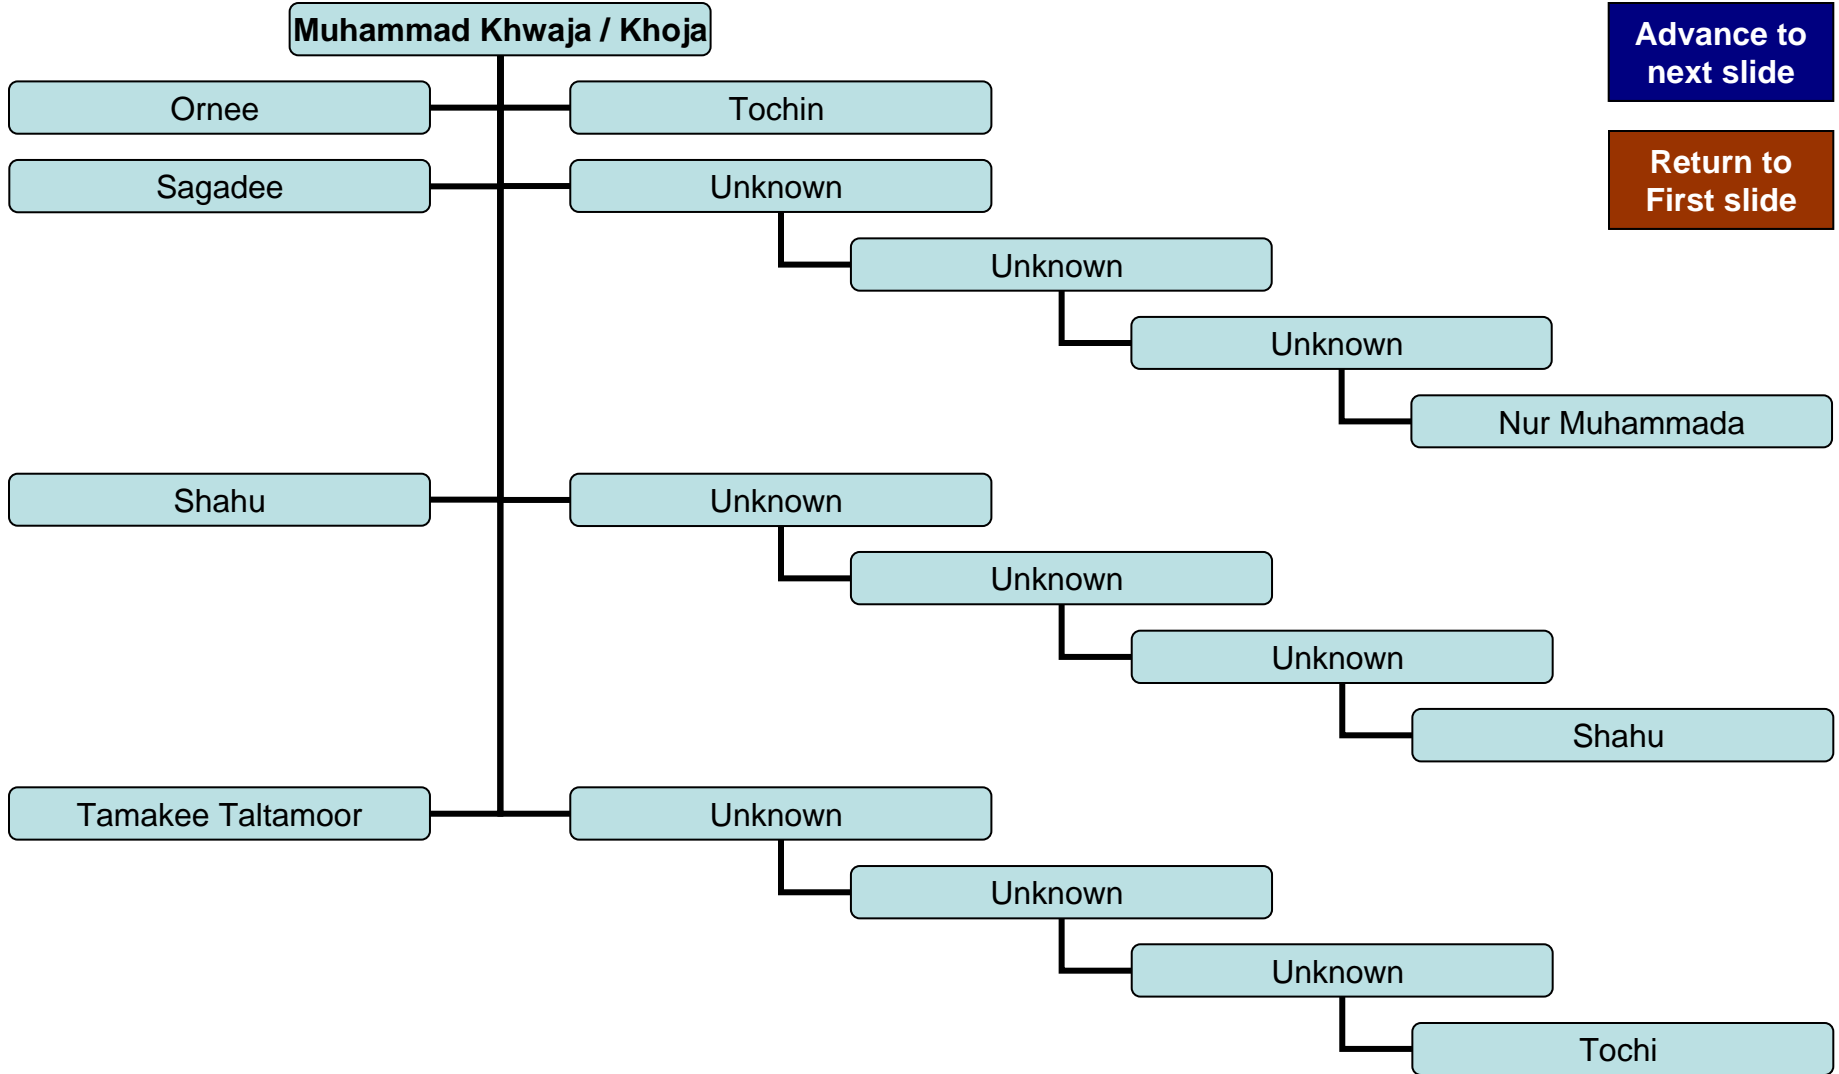 Muhammad Khwaja / Khoja
Advance to
next slide
Ornee
Tochin
Return to
First slide
Sagadee
Unknown
Unknown
Unknown
Nur Muhammada
Shahu
Unknown
Unknown
Unknown
Shahu
Tamakee Taltamoor
Unknown
Unknown
Unknown
Tochi